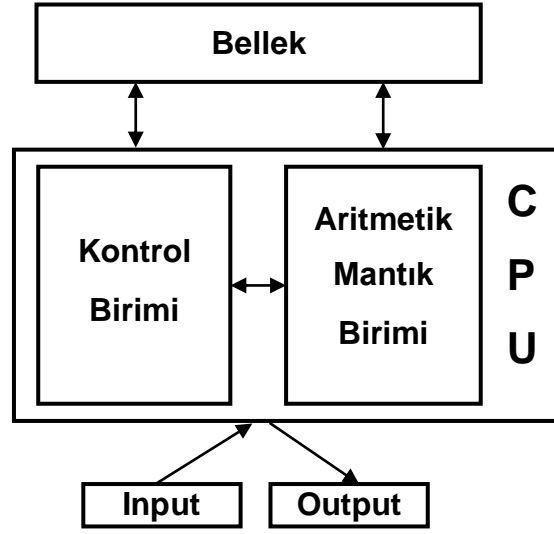 Bellek
Kontrol
Birimi
Aritmetik
Mantık
Birimi
C
P
U
Input
Output